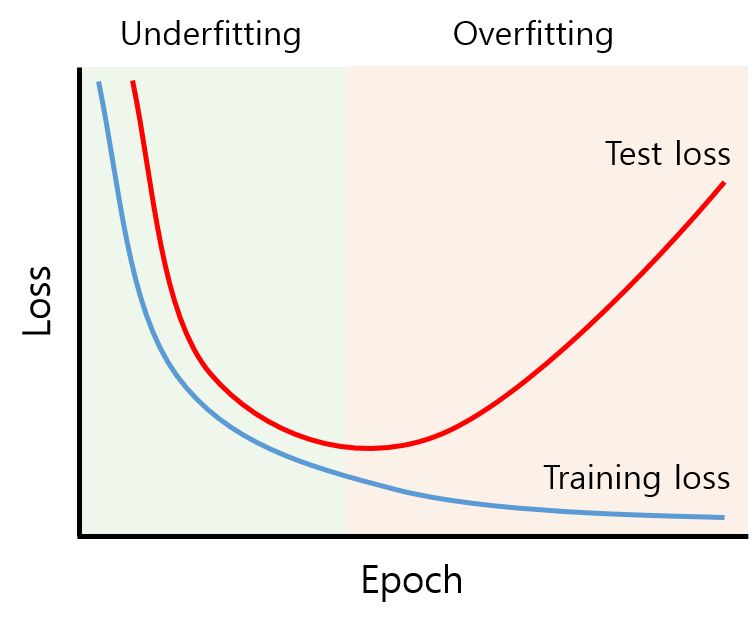 Underfitting
Overfitting
Test loss
Loss
Training loss
Epoch